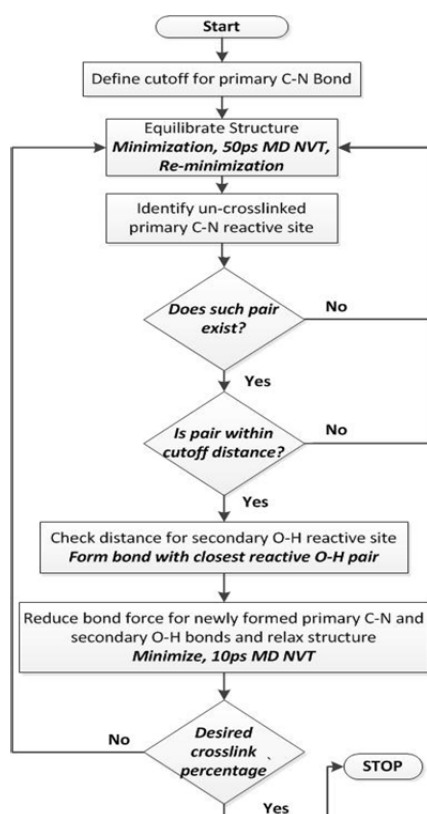 Start
Define cutoff for primary C-N Bond
Equilibrate Structure
Minimization, 50ps MD NVT,
Re-minimization
Identify un-crosslinked
primary C-N reactive site
Does such pair
exist?
No
Yes
Is pair within
cutoff distance?
No
Yes
Check distance for secondary O-H reactive site
Form bond with closest reactive O-H pair
Reduce bond force for newly formed primary C-N and
secondary O-H bonds and relax structure
Minimize, 10ps MD NVT
No
Desired
crosslink
percentage
STOP
Yes